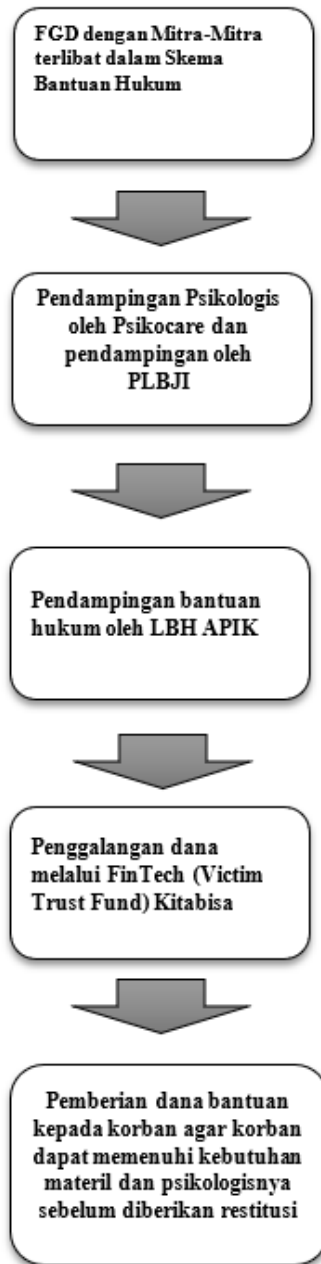 FGD dengan Mitra-Mitra
terlibat dalam Skema
Bantuan Hukum
Pendampingan Psikologis
oleh Psikocare dan
pendampingan oleh
PLBJI
Pendampingan bantuan
hukum oleh LBH APIK
Penggalangan dana
melalui FinTech (Victim
Trust Fund) Kitabisa
Pemberian dana bantuan
kepada korban agar korban
dapat memenuhi kebutuhan
materil dan psikologisnya
sebelum diberikan restitusi